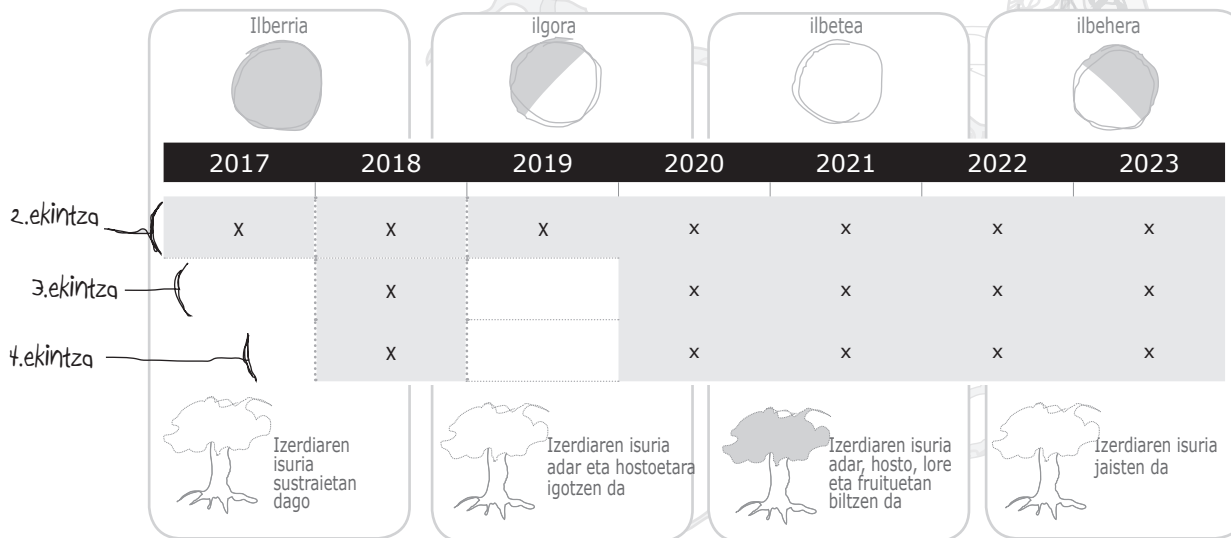 Ilberria ilgora ilbetea ilbehera
2017 2018 2019 2020 2021 2022 2023
2.ekintza x x x x x x x
3.ekintza x x x x x
4.ekintza x x x x x
Izerdiaren isuria sustraietan dago
Izerdiaren isuria
adar eta hostoetara
igotzen da
Izerdiaren isuria
adar, hosto, lore
eta fruituetan
biltzen da
Izerdiaren isuria
jaisten da